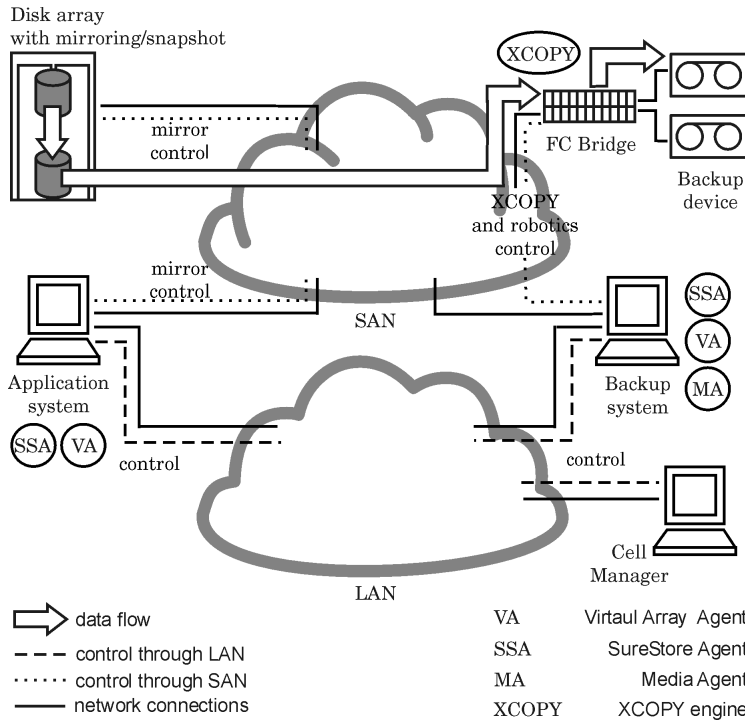 Disk array
with mirroring/snapshot
XCOPY
mirror
control
FC Bridge
Backup
device
XCOPY
and robotics
control
mirror
control
SAN
SSA
VA
MA
Application
system
Backup
system
SSA
VA
control
control
Cell
Manager
LAN
data flow
control through LAN
control through SAN
network connections
VA Virtaul Array Agent
SSA SureStore Agent
MA Media Agent
XCOPY XCOPY engine